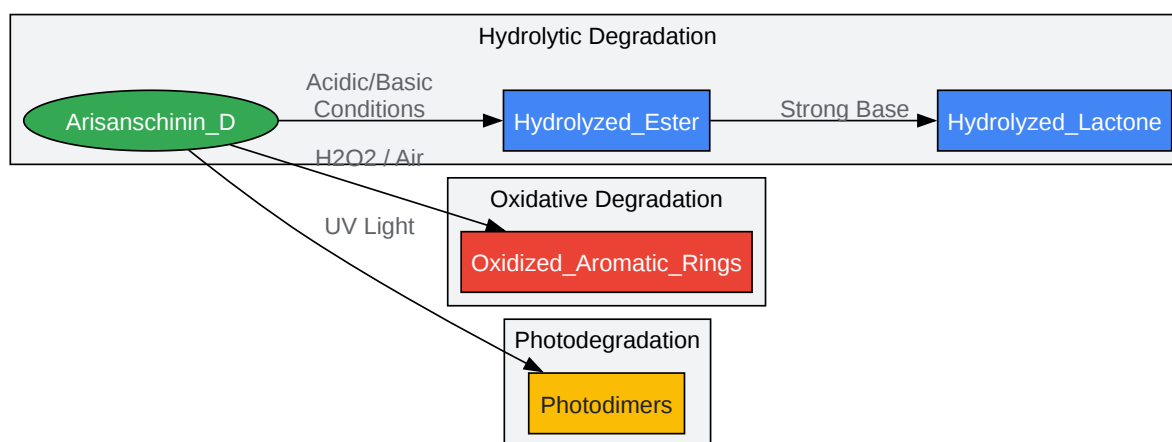 Hydrolytic Degradation
Arisanschinin_D
Acidic/Basic
Conditions
Hydrolyzed_Ester
Strong Base
Hydrolyzed_Lactone
H2O2 / Air
Oxidative Degradation
UV Light
Oxidized_Aromatic_Rings
Photodegradation
Photodimers